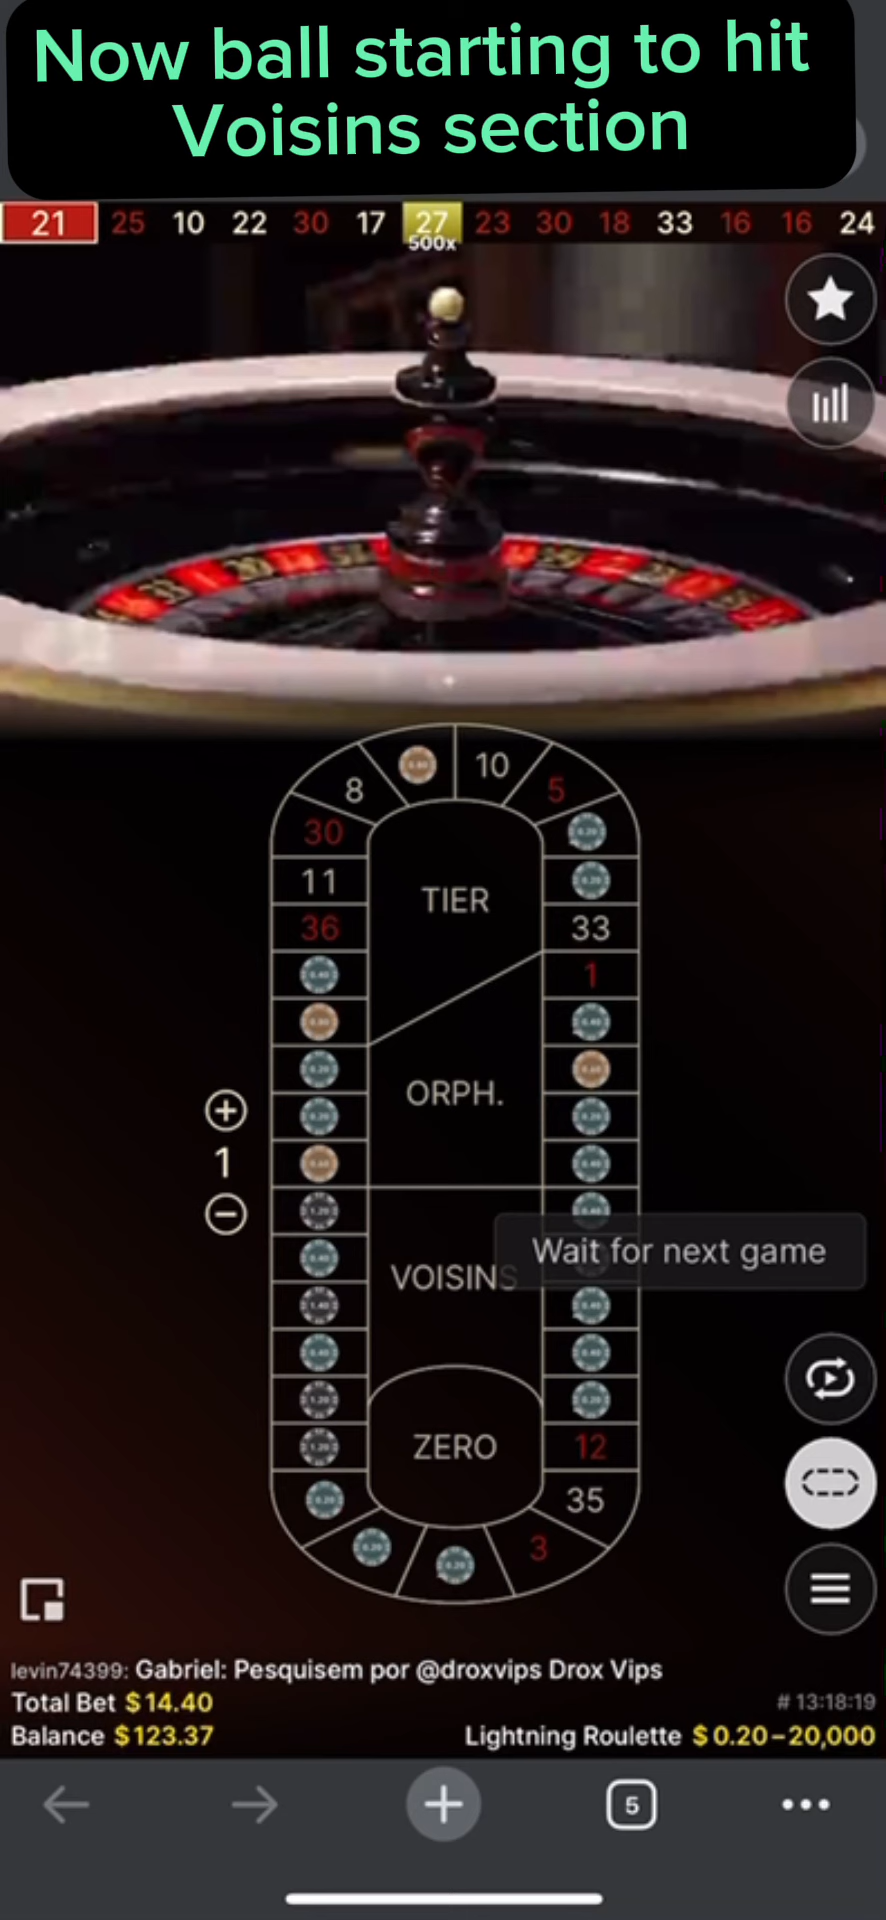 Now ball starting to hit
Voisins section
21 25 10 22 30 17 27 23 30 18 33 16 16 24
500x
10
8
5
30
11
TIER
36
33
1
ORPH.
1
Wait for next game
VOISINS
ZERO
12
35
3
levin74399: Gabriel: Pesquisem por @droxvips Drox Vips
Total Bet $14.40
# 13:18:19
Balance $123.37
Lightning Roulette $0.20–20,000
5